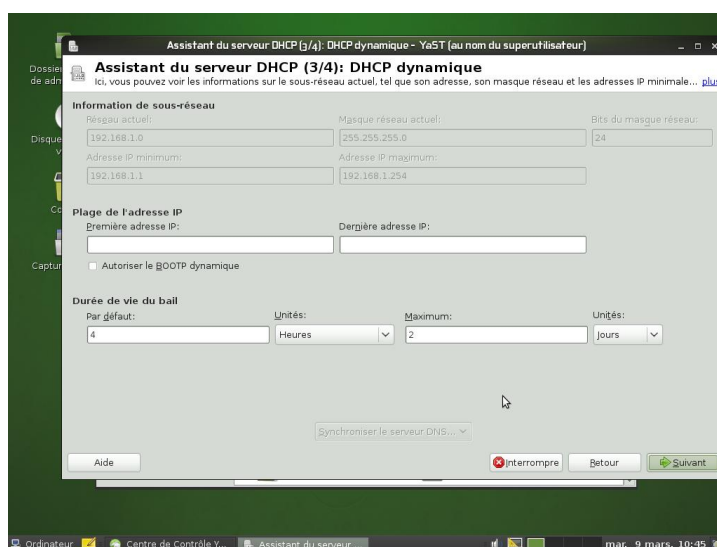 Assistant du serveur DHCP (3/4): DHCP dynamique - YaST (au nom du superutilisateur)
Dossier
de adm
Assistant du serveur DHCP (3/4): DHCP dynamique
Ici, vous pouvez voir les informations sur le sous-réseau actuel, tel que son adresse, son masque réseau et les adresses IP minimale... plus
Information de sous-réseau
Réseau actuel: Masque réseau actuel: Bits du masque réseau:
192.168.1.0 255.255.255.0 24
Disque
Adresse IP minimum: Adresse IP maximum:
192.168.1.1 192.168.1.254
Plage de l'adresse IP
Première adresse IP: Dernière adresse IP:
Captur
Autoriser le BOOTP dynamique
Durée de vie du bail
Par défaut: Unités: Maximum: Unités:
4 Heures 2 Jours
Synchroniser le serveur DNS...
Aide Interrompre Retour Suivant
Ordinateur Centre de Contrôle Y... Assistant du serveur mar. 9 mars, 10:45